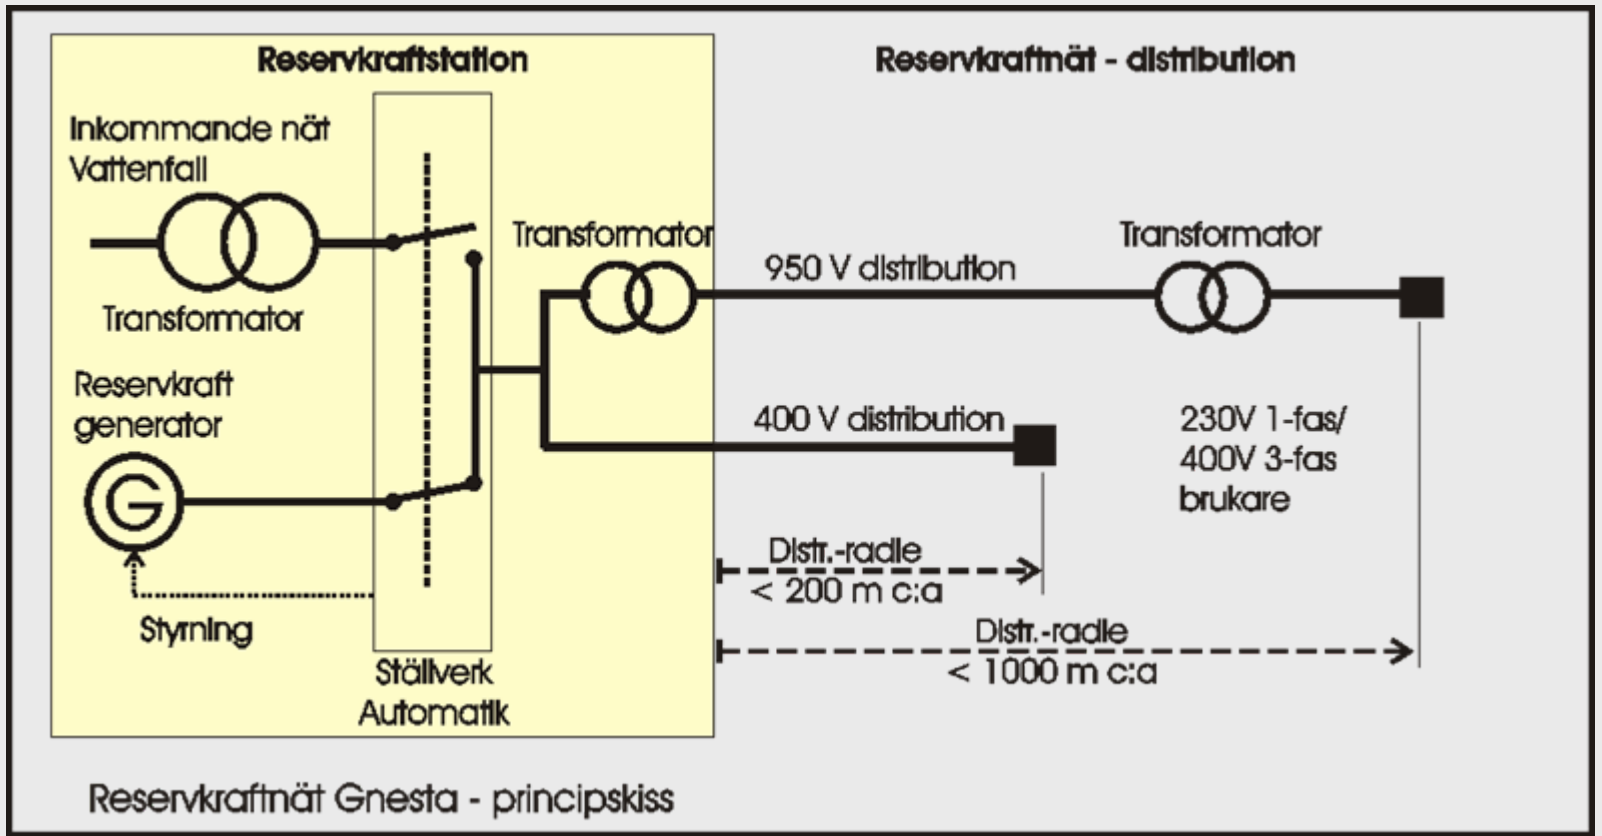 Reservkraftstation
Reservkraftnät - distribution
Inkommande nät
Vattenfall
Transformator
Reservkraft
generator
G
Styrning
Ställverk
Automatik
Transformator
950 V distribution
Transformator
400 V distribution
230V 1-fas/
400V 3-fas
brukare
Distr.-radie
< 200 m c:a
Distr.-radie
< 1000 m c:a
Reservkraftnät Gnesta - principskiss